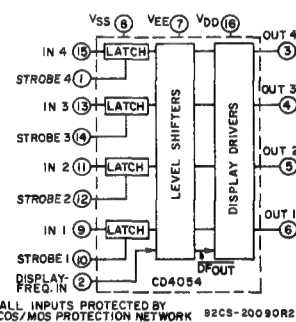 VSS VEE VDD
8 7 16
OUT 4
IN 4 15 LATCH 3
STROBE 4 1
OUT 3
IN 3 13 LATCH 4
STROBE 3 14
LEVEL SHIFTERS
DISPLAY DRIVERS
OUT 2
IN 2 11 LATCH 5
STROBE 2 12
OUT 1
IN 1 9 LATCH 6
STROBE 1 10
DISPLAY-
FREQ. IN 2
DFOUT
CD4054
ALL INPUTS PROTECTED BY
COS/MOS PROTECTION NETWORK 92CS-20090R2